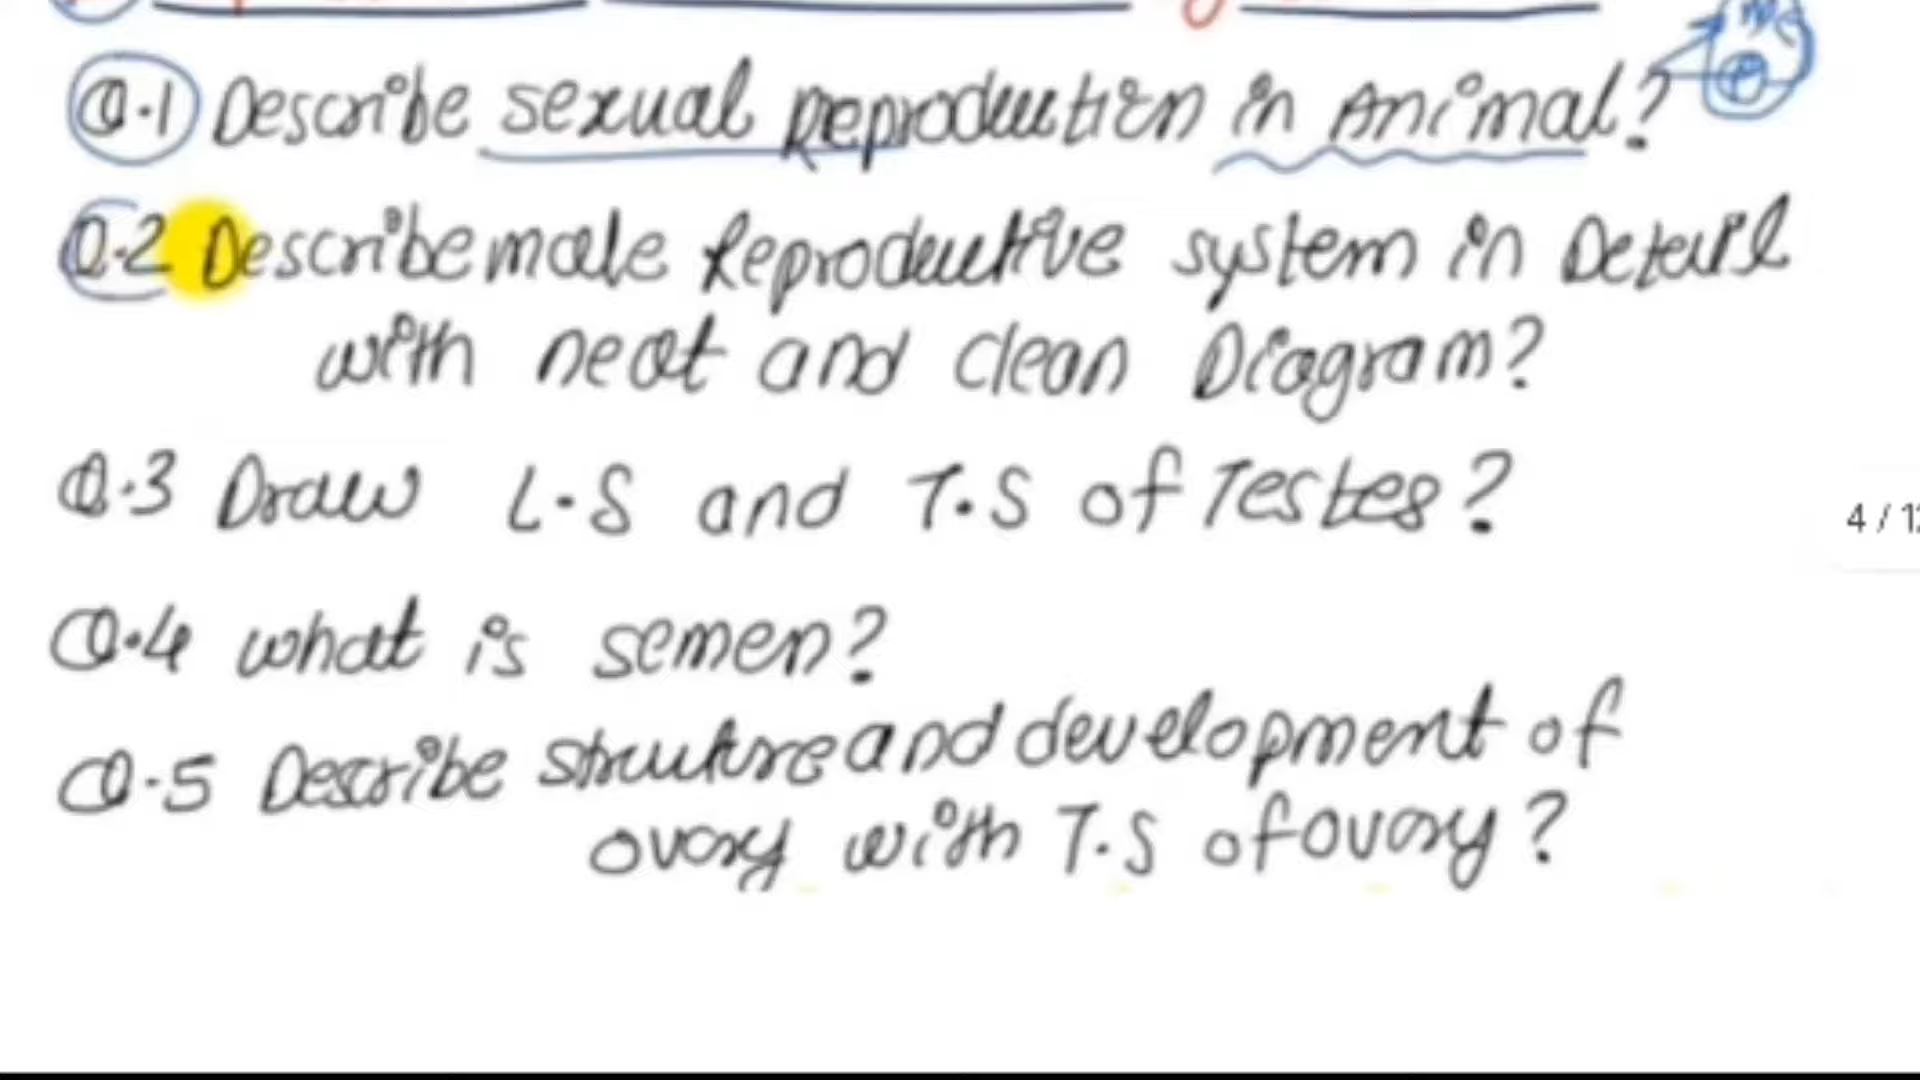 Q.1 Describe sexual Reproduction in Animal?
Q.2 Describe male Reproductive system in Detail
with neat and clean Diagram?
Q.3 Draw L.S and T.S of Testes?
4 / 12
Q.4 what is semen?
Q.5 Describe structure and development of
ovary with T.S of ovary?